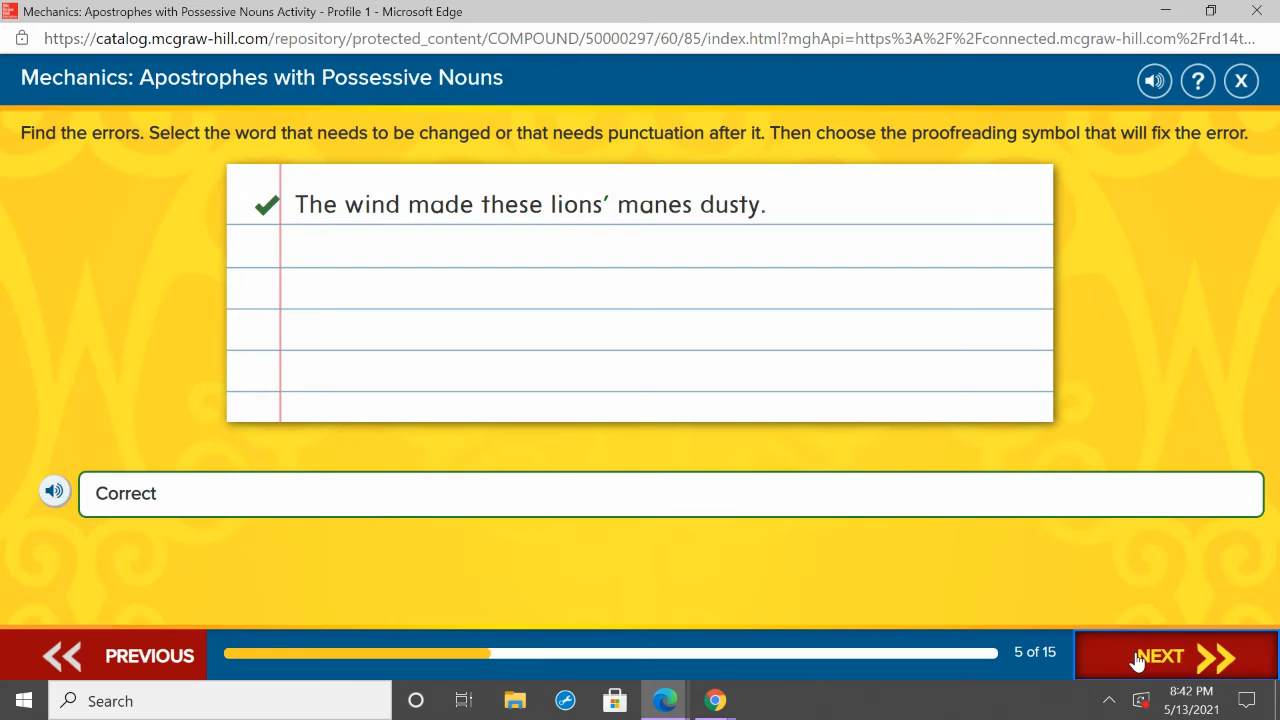 Mechanics: Apostrophes with Possessive Nouns Activity - Profile 1 - Microsoft Edge
https://catalog.mcgraw-hill.com/repository/protected_content/COMPOUND/50000297/60/85/index.html?mghApi=https%3A%2F%2Fconnected.mcgraw-hill.com%2Frd14t...
Mechanics: Apostrophes with Possessive Nouns
?
X
Find the errors. Select the word that needs to be changed or that needs punctuation after it. Then choose the proofreading symbol that will fix the error.
The wind made these lions’ manes dusty.
Correct
PREVIOUS
5 of 15
NEXT
Search
8:42 PM
5/13/2021